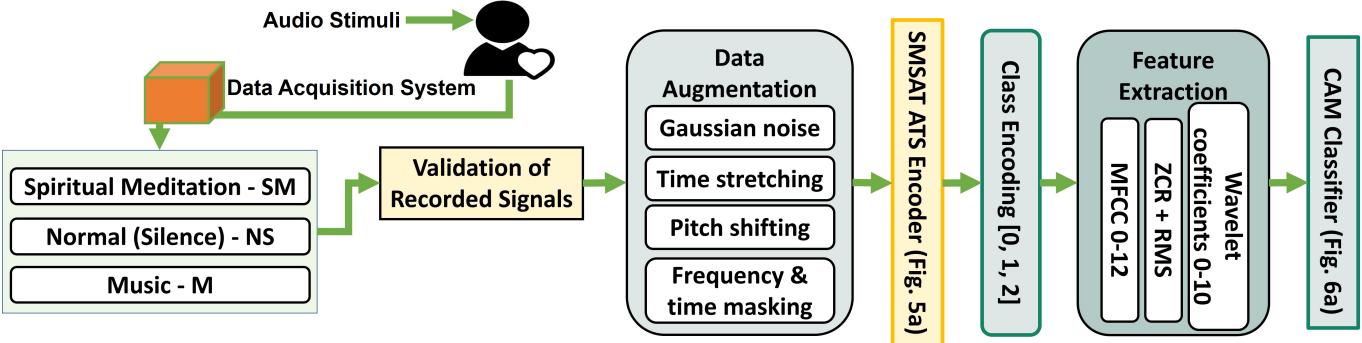 Audio Stimuli
Data Acquisition System
Spiritual Meditation - SM
Normal (Silence) - NS
Music - M
Validation of
Recorded Signals
Data
Augmentation
Gaussian noise
Time stretching
Pitch shifting
Frequency &
time masking
SMSAT ATS Encoder (Fig. 5a)
Class Encoding [0, 1, 2]
Feature
Extraction
MFCC 0-12
ZCR + RMS
Wavelet
coefficients 0-10
CAM Classifier (Fig. 6a)